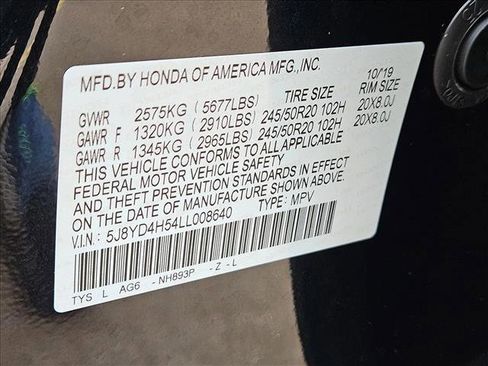 MFD.BY HONDA OF AMERICA MFG.,INC. 10/19
GVWR 2575KG (5677LBS) TIRE SIZE RIM SIZE
GAWR F 1320KG (2910LBS) 245/50R20 102H 20X8.0J
GAWR R 1345KG (2965LBS) 245/50R20 102H 20X8.0J
THIS VEHICLE CONFORMS TO ALL APPLICABLE
FEDERAL MOTOR VEHICLE SAFETY
AND THEFT PREVENTION STANDARDS IN
EFFECT ON THE DATE OF MANUFACTURE SHOWN ABOVE.
V.I.N.: 5J8YD4H54LL008640 TYPE: MPV
TYS L AG6 -NH893P -Z -L